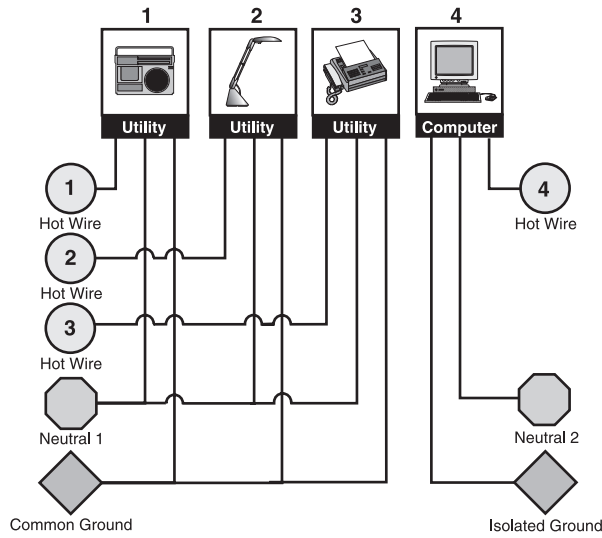 1 2 3 4
Utility Utility Utility Computer
1 4
Hot Wire Hot Wire
2
Hot Wire
3
Hot Wire
Neutral 1 Neutral 2
Common Ground Isolated Ground